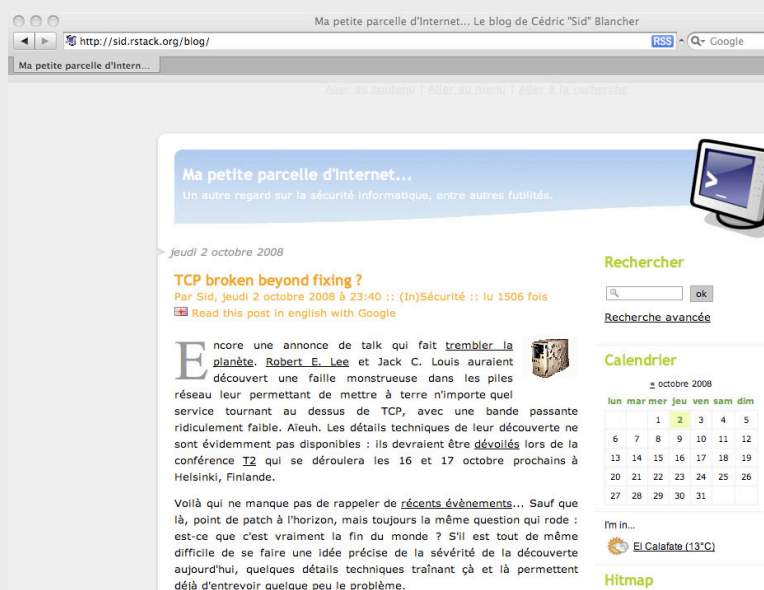 Ma petite parcelle d'Internet... Le blog de Cédric "Sid" Blancher
http://sid.rstack.org/blog/
RSS
Google
Ma petite parcelle d'Intern...
Aller au contenu | Aller au menu | Aller à la recherche
Ma petite parcelle d'Internet...
Un autre regard sur la sécurité informatique, entre autres futilités.
jeudi 2 octobre 2008
TCP broken beyond fixing ?
Par Sid, jeudi 2 octobre 2008 à 23:40 :: (In)Sécurité :: lu 1506 fois
Read this post in english with Google
Encore une annonce de talk qui fait trembler la
planète. Robert E. Lee et Jack C. Louis auraient
découvert une faille monstrueuse dans les piles
réseau leur permettant de mettre à terre n'importe quel
service tournant au dessus de TCP, avec une bande passante
ridiculement faible. Aïeuh. Les détails techniques de leur découverte ne
sont évidemment pas disponibles : ils devraient être dévoilés lors de la
conférence T2 qui se déroulera les 16 et 17 octobre prochains à
Helsinki, Finlande.
Voilà qui ne manque pas de rappeler de récents évènements... Sauf que
là, point de patch à l'horizon, mais toujours la même question qui rode :
est-ce que c'est vraiment la fin du monde ? S'il est tout de même
difficile de se faire une idée précise de la sévérité de la découverte
aujourd'hui, quelques détails techniques traînant çà et là permettent
déjà d'entrevoir quelque peu le problème.
Rechercher
ok
Recherche avancée
Calendrier
« octobre 2008
lun mar mer jeu ven sam dim
1 2 3 4 5
6 7 8 9 10 11 12
13 14 15 16 17 18 19
20 21 22 23 24 25 26
27 28 29 30 31
I'm in...
El Calafate (13°C)
Hitmap